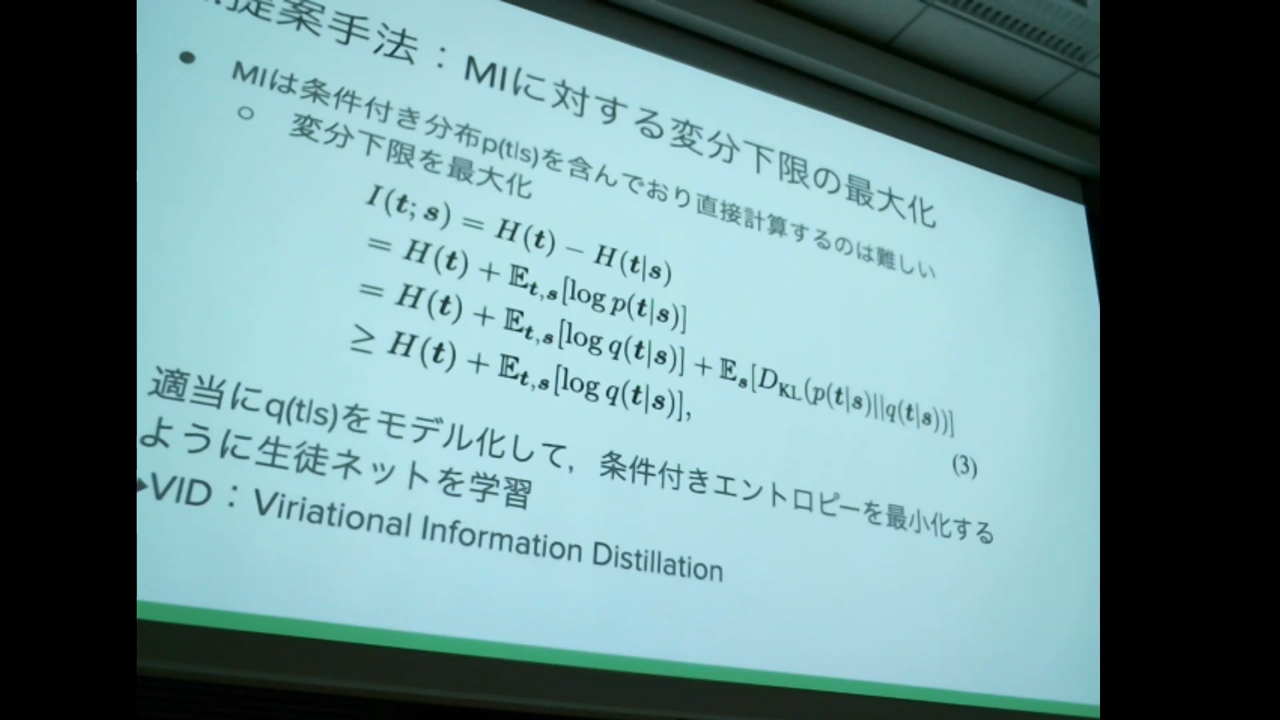 提案手法：MIに対する変分下限の最大化
● MIは条件付き分布p(t|s)を含んでおり直接計算するのは難しい
○ 変分下限を最大化
I(t; s) = H(t) − H(t|s)
= H(t) + 𝔼t,s[log p(t|s)]
= H(t) + 𝔼t,s[log q(t|s)] + 𝔼s[DKL(p(t|s)||q(t|s))]
≥ H(t) + 𝔼t,s[log q(t|s)],
(3)
適当にq(t|s)をモデル化して，条件付きエントロピーを最小化する
ように生徒ネットを学習
▸VID：Viriational Information Distillation